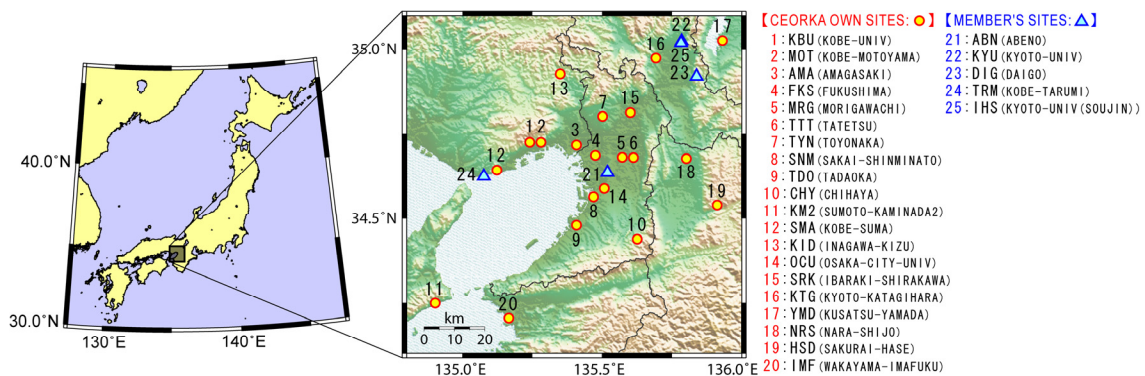 【CEORKA OWN SITES: 】
1:KBU(KOBE-UNIV)
2:MOT(KOBE-MOTOYAMA)
3:AMA(AMAGASAKI)
4:FKS(FUKUSHIMA)
5:MRG(MORIGAWACHI)
6:TTT(TATETSU)
7:TYN(TOYONAKA)
8:SNM(SAKAI-SHINMINATO)
9:TDO(TADAOKA)
10:CHY(CHIHAYA)
11:KM2(SUMOTO-KAMINADA2)
12:SMA(KOBE-SUMA)
13:KID(INAGAWA-KIZU)
14:OCU(OSAKA-CITY-UNIV)
15:SRK(IBARAKI-SHIRAKAWA)
16:KTG(KYOTO-KATAGIHARA)
17:YMD(KUSATSU-YAMADA)
18:NRS(NARA-SHIJO)
19:HSD(SAKURAI-HASE)
20:IMF(WAKAYAMA-IMAFUKU)
【MEMBER'S SITES: 】
21:ABN(ABENO)
22:KYU(KYOTO-UNIV)
23:DIG(DAIGO)
24:TRM(KOBE-TARUMI)
25:IHS(KYOTO-UNIV(SOUJIN))
40.0°N
30.0°N
130°E
140°E
35.0°N
34.5°N
135.0°E
135.5°E
136.0°E
22
17
16
25
23
13
7
15
12
3
4
56
12
24
21
18
14
8
19
9
10
11
20
km
0 10 20